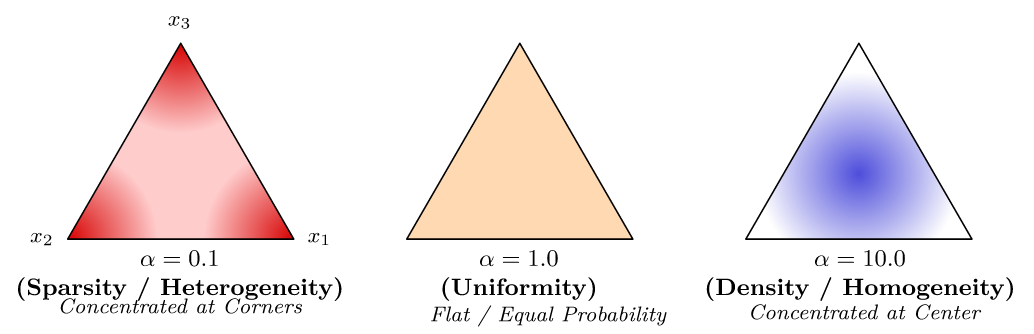 x₃
x₂ x₁
α = 0.1 α = 1.0 α = 10.0
(Sparsity / Heterogeneity) (Uniformity) (Density / Homogeneity)
Concentrated at Corners Flat / Equal Probability Concentrated at Center